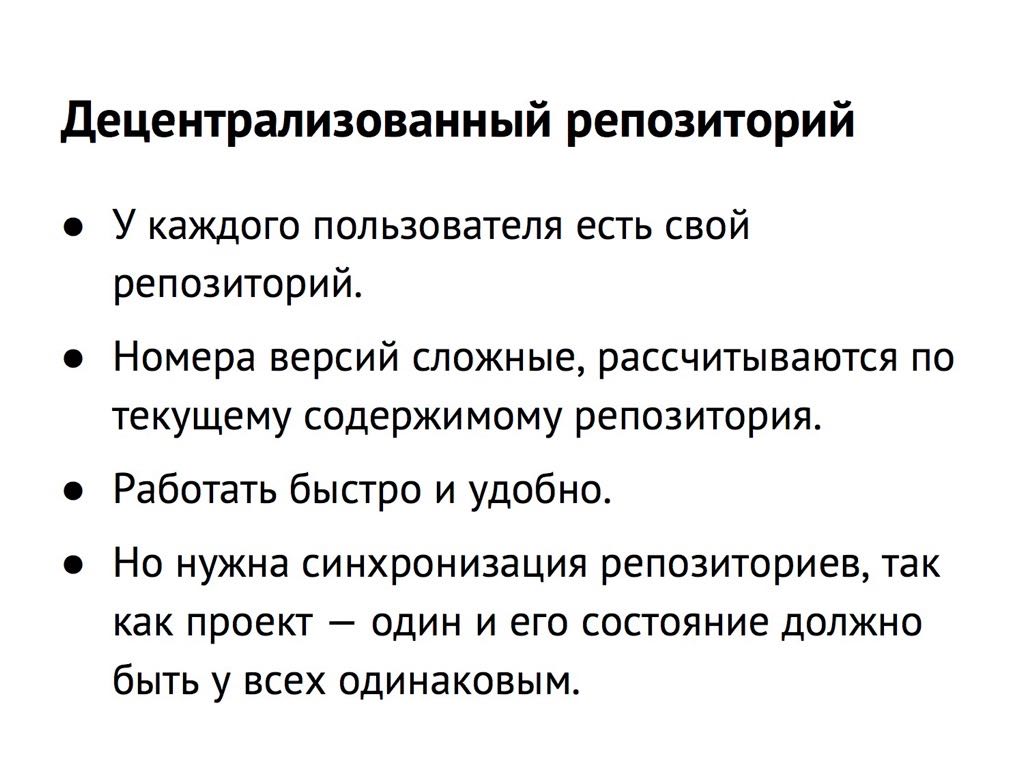 Децентрализованный репозиторий
● У каждого пользователя есть свой
репозиторий.
● Номера версий сложные, рассчитываются по
текущему содержимому репозитория.
● Работать быстро и удобно.
● Но нужна синхронизация репозиториев, так
как проект — один и его состояние должно
быть у всех одинаковым.